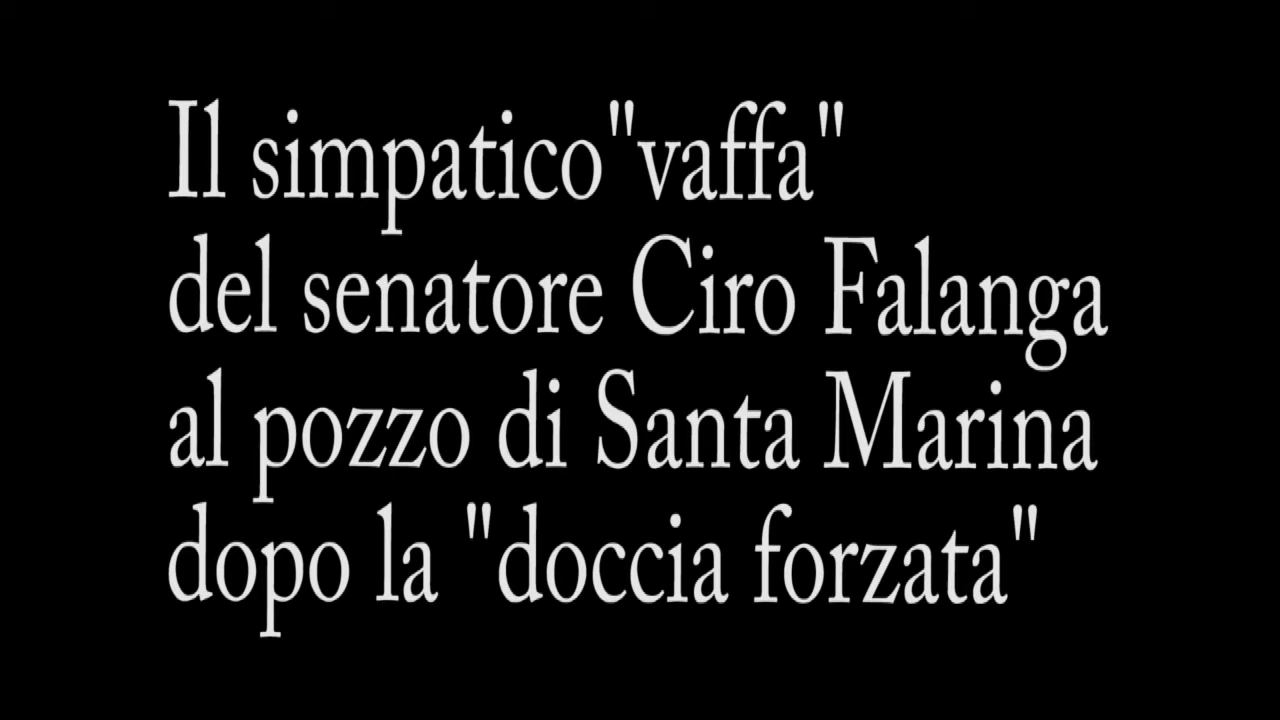 Il simpatico"vaffa"
del senatore Ciro Falanga
al pozzo di Santa Marina
dopo la "doccia forzata"